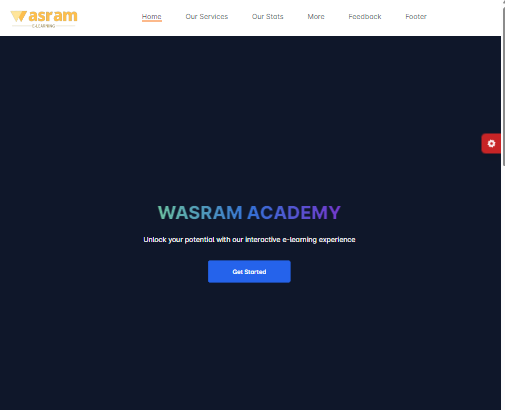 Wasram
E-LEARNING
Home Our Services Our Stats More Feedback Footer
WASRAM ACADEMY
Unlock your potential with our interactive e-learning experience
Get Started